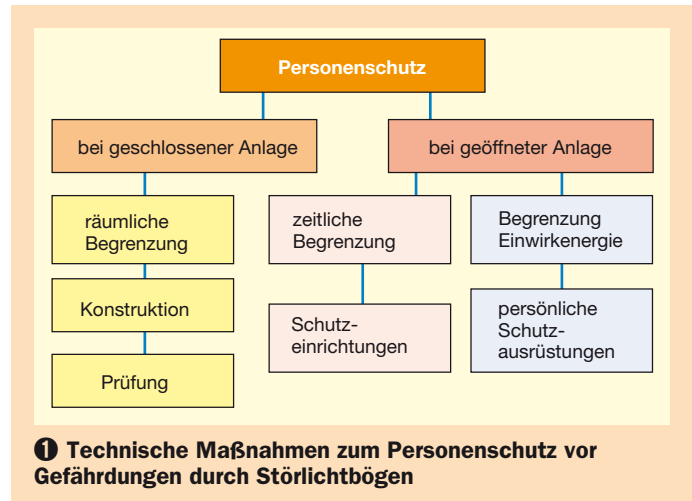 Personenschutz
bei geschlossener Anlage
bei geöffneter Anlage
räumliche
Begrenzung
Konstruktion
Prüfung
zeitliche
Begrenzung
Schutz-
einrichtungen
Begrenzung
Einwirkenergie
persönliche
Schutz-
ausrüstungen
❶ Technische Maßnahmen zum Personenschutz vor
Gefährdungen durch Störlichtbögen